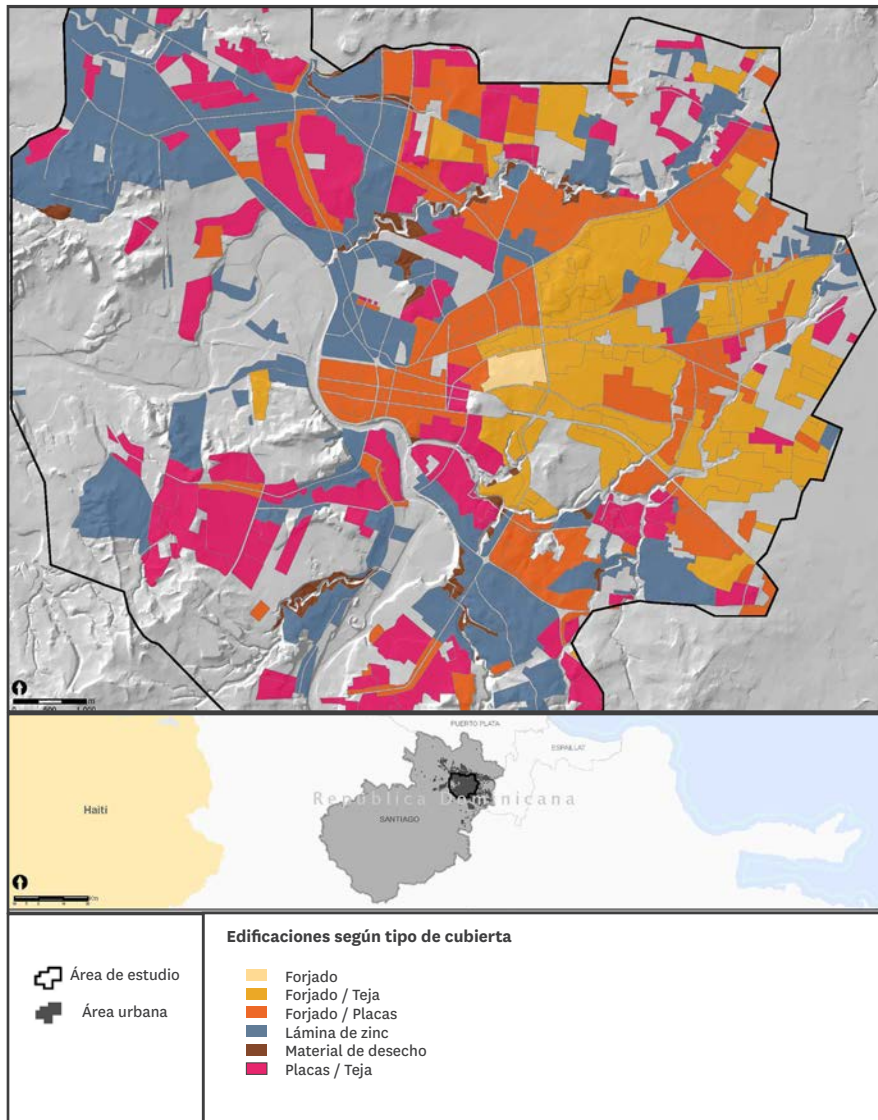 PUERTO PLATA
ESPAILLAT
República Dominicana
Haití
SANTIAGO
Área de estudio
Área urbana
Edificaciones según tipo de cubierta
Forjado
Forjado / Teja
Forjado / Placas
Lámina de zinc
Material de desecho
Placas / Teja